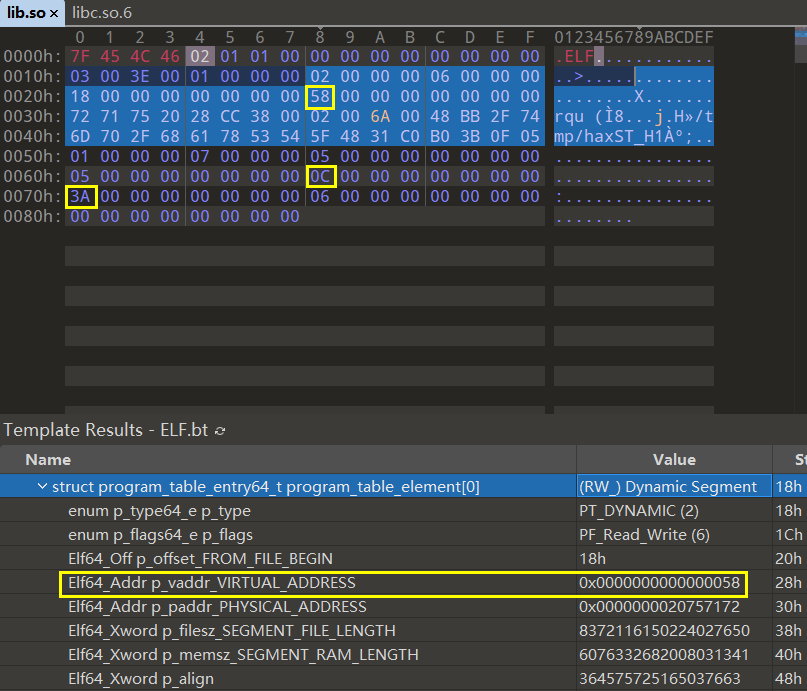 lib.so × libc.so.6
0 1 2 3 4 5 6 7 8 9 A B C D E F 0123456789ABCDEF
0000h: 7F 45 4C 46 02 01 01 00 00 00 00 00 00 00 00 00 .ELF............
0010h: 03 00 3E 00 01 00 00 00 02 00 00 00 06 00 00 00 ..>.............
0020h: 18 00 00 00 00 00 00 00 58 00 00 00 00 00 00 00 ........X.......
0030h: 72 71 75 20 28 CC 38 00 02 00 6A 00 48 BB 2F 74 rqu (Ì8...j.H»/t
0040h: 6D 70 2F 68 61 78 53 54 5F 48 31 C0 B0 3B 0F 05 mp/haxST_H1Àº;..
0050h: 01 00 00 00 07 00 00 00 05 00 00 00 00 00 00 00 ................
0060h: 05 00 00 00 00 00 00 00 0C 00 00 00 00 00 00 00 ................
0070h: 3A 00 00 00 00 00 00 00 06 00 00 00 00 00 00 00 :...............
0080h: 00 00 00 00 00 00 00 00 ........
Template Results - ELF.bt
Name Value St
struct program_table_entry64_t program_table_element[0] (RW_) Dynamic Segment 18h
enum p_type64_e p_type PT_DYNAMIC (2) 18h
enum p_flags64_e p_flags PF_Read_Write (6) 1Ch
Elf64_Off p_offset_FROM_FILE_BEGIN 18h 20h
Elf64_Addr p_vaddr_VIRTUAL_ADDRESS 0x0000000000000058 28h
Elf64_Addr p_paddr_PHYSICAL_ADDRESS 0x0000000020757172 30h
Elf64_Xword p_filesz_SEGMENT_FILE_LENGTH 8372116150224027650 38h
Elf64_Xword p_memsz_SEGMENT_RAM_LENGTH 6076332682008031341 40h
Elf64_Xword p_align 364575725165037663 48h